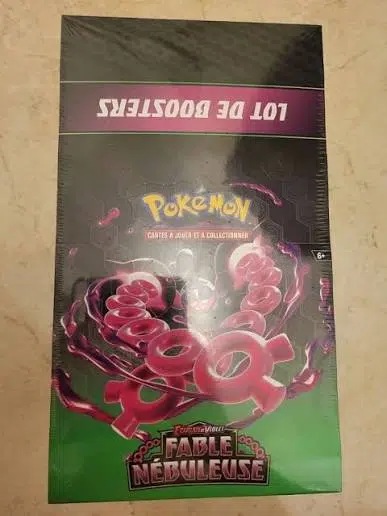 LOT DE BOOSTERS
POKéMON
CARTES À JOUER ET À COLLECTIONNER
6+
ÉCARLATE ET VIOLET
FABLE
NÉBULEUSE